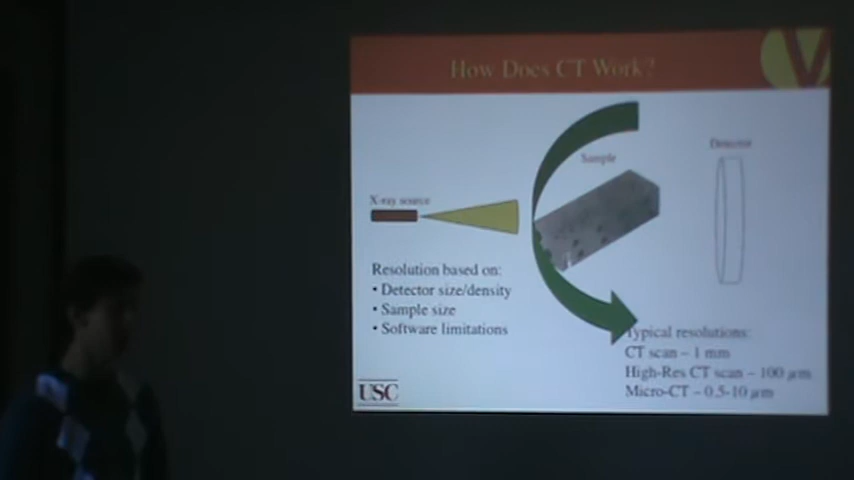 How Does CT Work?
V
Detector
Sample
X-ray source
Resolution based on:
• Detector size/density
• Sample size
• Software limitations
Typical resolutions:
CT scan – 1 mm
High-Res CT scan – 100 μm
Micro-CT – 0.5-10 μm
USC